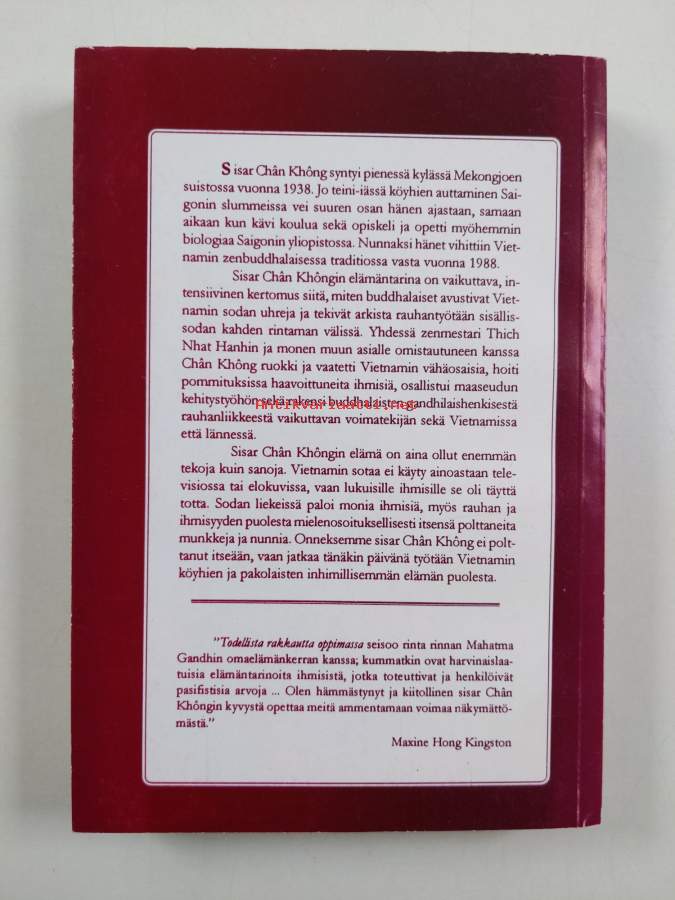 Sisar Chân Không syntyi pienessä kylässä Mekongjoen
suistossa vuonna 1938. Jo teini-iässä köyhien auttaminen Sai-
gonin slummeissa vei suuren osan hänen ajastaan, samaan
aikaan kun kävi koulua sekä opiskeli ja opetti myöhemmin
biologiaa Saigonin yliopistossa. Nunnaksi hänet vihittiin Viet-
namin zenbuddhalaisessa traditiossa vasta vuonna 1988.
Sisar Chân Khôngin elämäntarina on vaikuttava, in-
tensiivinen kertomus siitä, miten buddhalaiset avustivat Viet-
namin sodan uhreja ja tekivät arkista rauhantyötään sisällis-
sodan kahden rintaman välissä. Yhdessä zenmestari Thich
Nhat Hanhin ja monen muun asialle omistautuneen kanssa
Chân Không ruokki ja vaatetti Vietnamin vähäosaisia, hoiti
pommituksissa haavoittuneita ihmisiä, osallistui maaseudun
kehitystyöhön sekä rakensi buddhalaisten gandhilaishenkisestä
Antikvariaatti.net
rauhanliikkeestä vaikuttavan voimatekijän sekä Vietnamissa
että lännessä.
Sisar Chân Khôngin elämä on aina ollut enemmän
tekoja kuin sanoja. Vietnamin sotaa ei käyty ainoastaan tele-
visiossa tai elokuvissa, vaan lukuisille ihmisille se oli täyttä
totta. Sodan liekeissä paloi monia ihmisiä, myös rauhan ja
ihmisyyden puolesta mielenosoituksellisesti itsensä polttaneita
munkkeja ja nunnia. Onneksemme sisar Chân Không ei polt-
tanut itseään, vaan jatkaa tänäkin päivänä työtään Vietnamin
köyhien ja pakolaisten inhimillisemmän elämän puolesta.
"Todellista rakkautta oppimassa seisoo rinta rinnan Mahatma
Gandhin omaelämänkerran kanssa; kummatkin ovat harvinaislaa-
tuisia elämäntarinoita ihmisistä, jotka toteuttivat ja henkilöivät
pasifistisia arvoja ... Olen hämmästynyt ja kiitollinen sisar Chân
Khôngin kyvystä opettaa meitä ammentamaan voimaa näkymättö-
mästä."
Maxine Hong Kingston